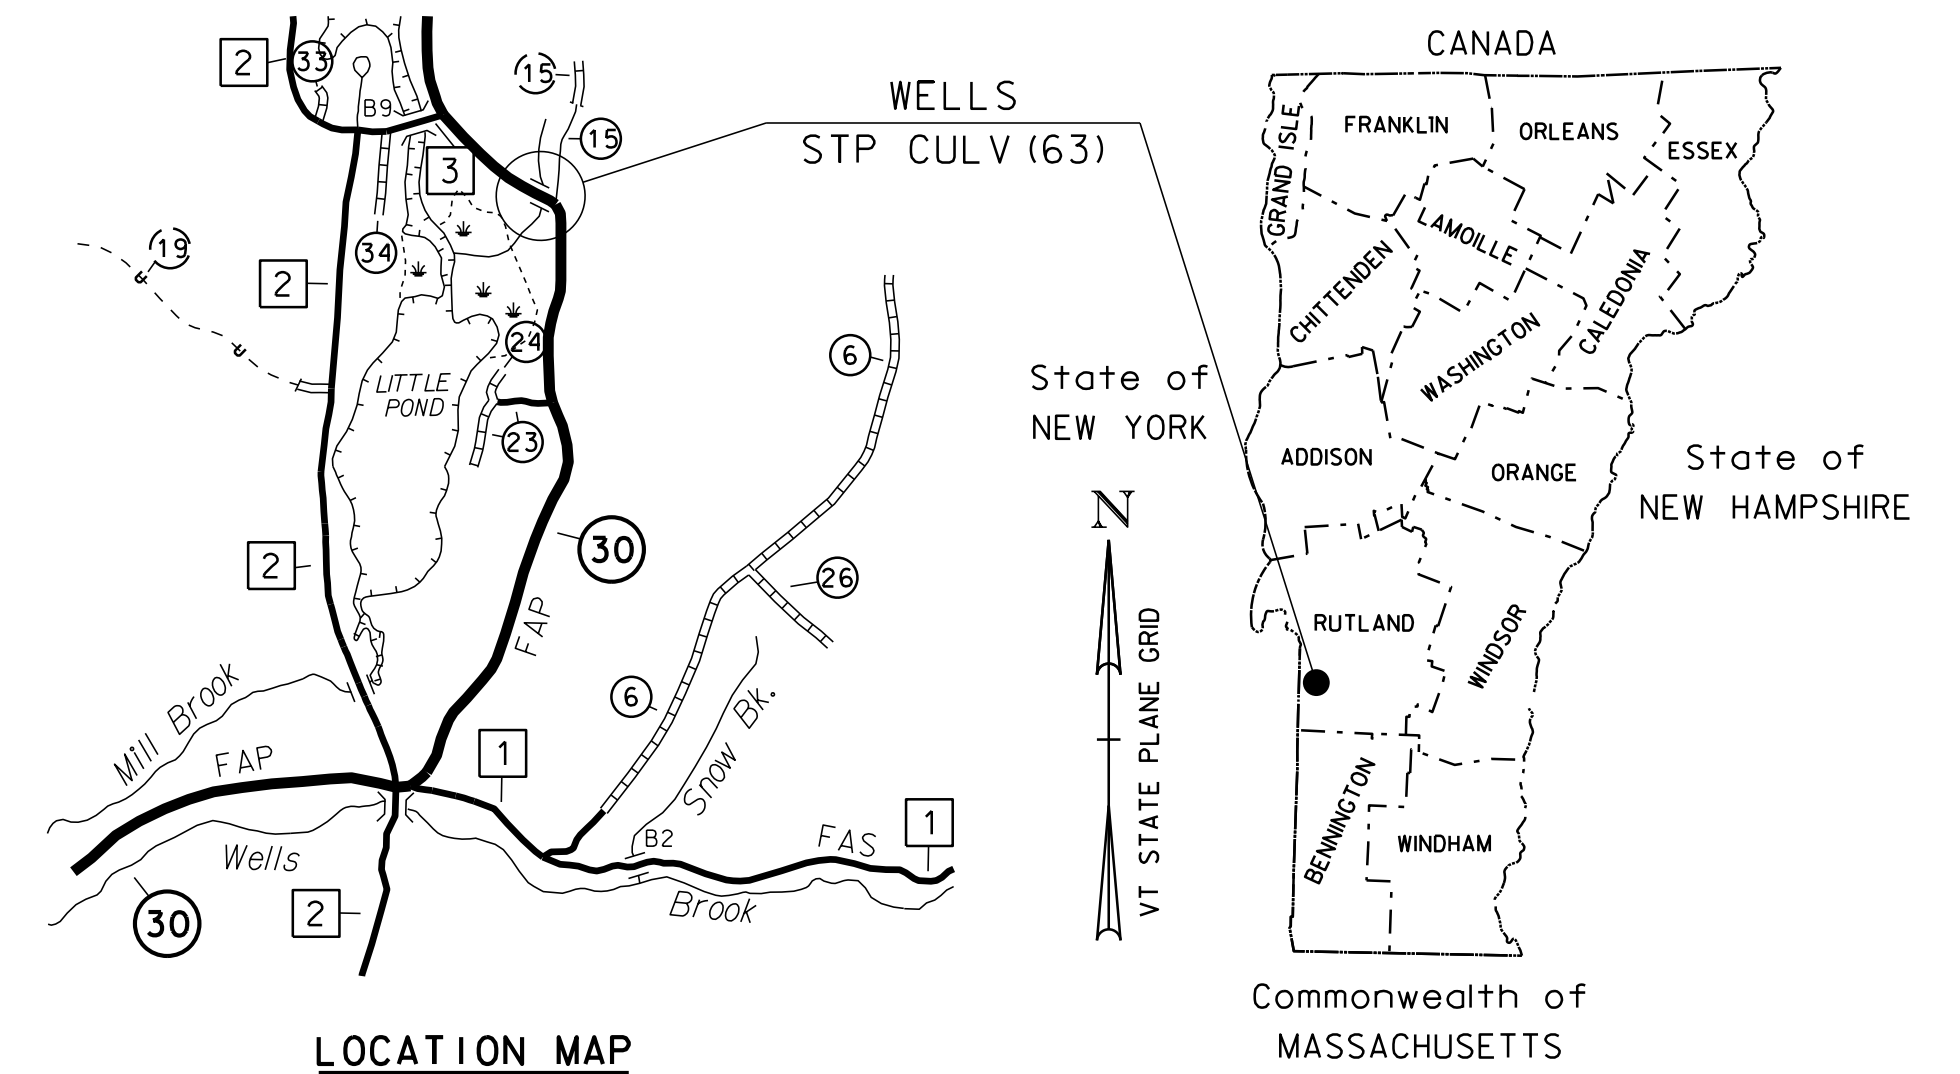 2
33
B9
15
15
3
34
19
2
24
LITTLE
POND
23
6
2
30
FAP
26
6
Mill Brook
FAP
1
Snow Bk.
Wells
B2
FAS
1
30
2
Brook
LOCATION MAP
WELLS
STP CULV (63)
CANADA
GRAND ISLE
FRANKLIN
ORLEANS
ESSEX
LAMOILLE
CHITTENDEN
CALEDONIA
WASHINGTON
State of
NEW YORK
ADDISON
ORANGE
State of
NEW HAMPSHIRE
N
VT STATE PLANE GRID
RUTLAND
WINDSOR
BENNINGTON
WINDHAM
Commonwealth of
MASSACHUSETTS